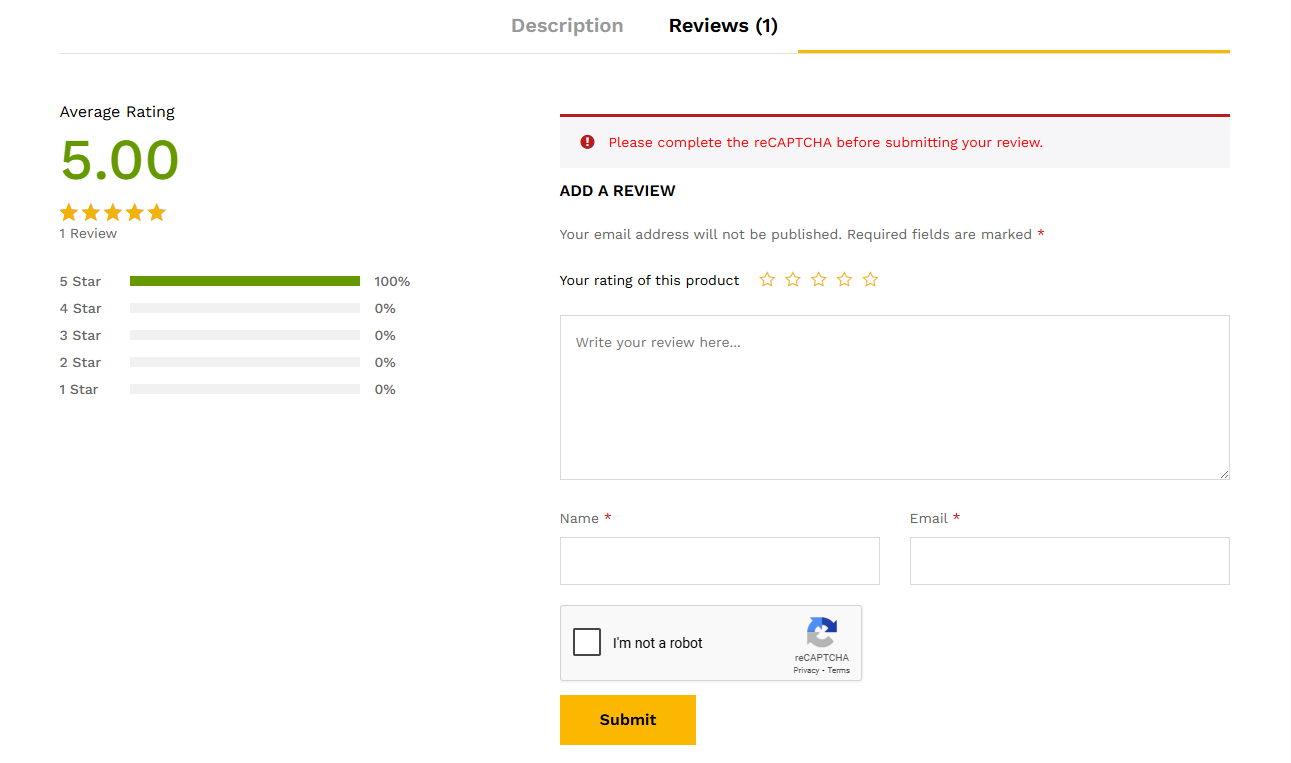 Description Reviews (1)
Average Rating
5.00
1 Review
5 Star 100%
4 Star 0%
3 Star 0%
2 Star 0%
1 Star 0%
Please complete the reCAPTCHA before submitting your review.
ADD A REVIEW
Your email address will not be published. Required fields are marked *
Your rating of this product
Write your review here...
Name * Email *
I'm not a robot
reCAPTCHA
Privacy - Terms
Submit